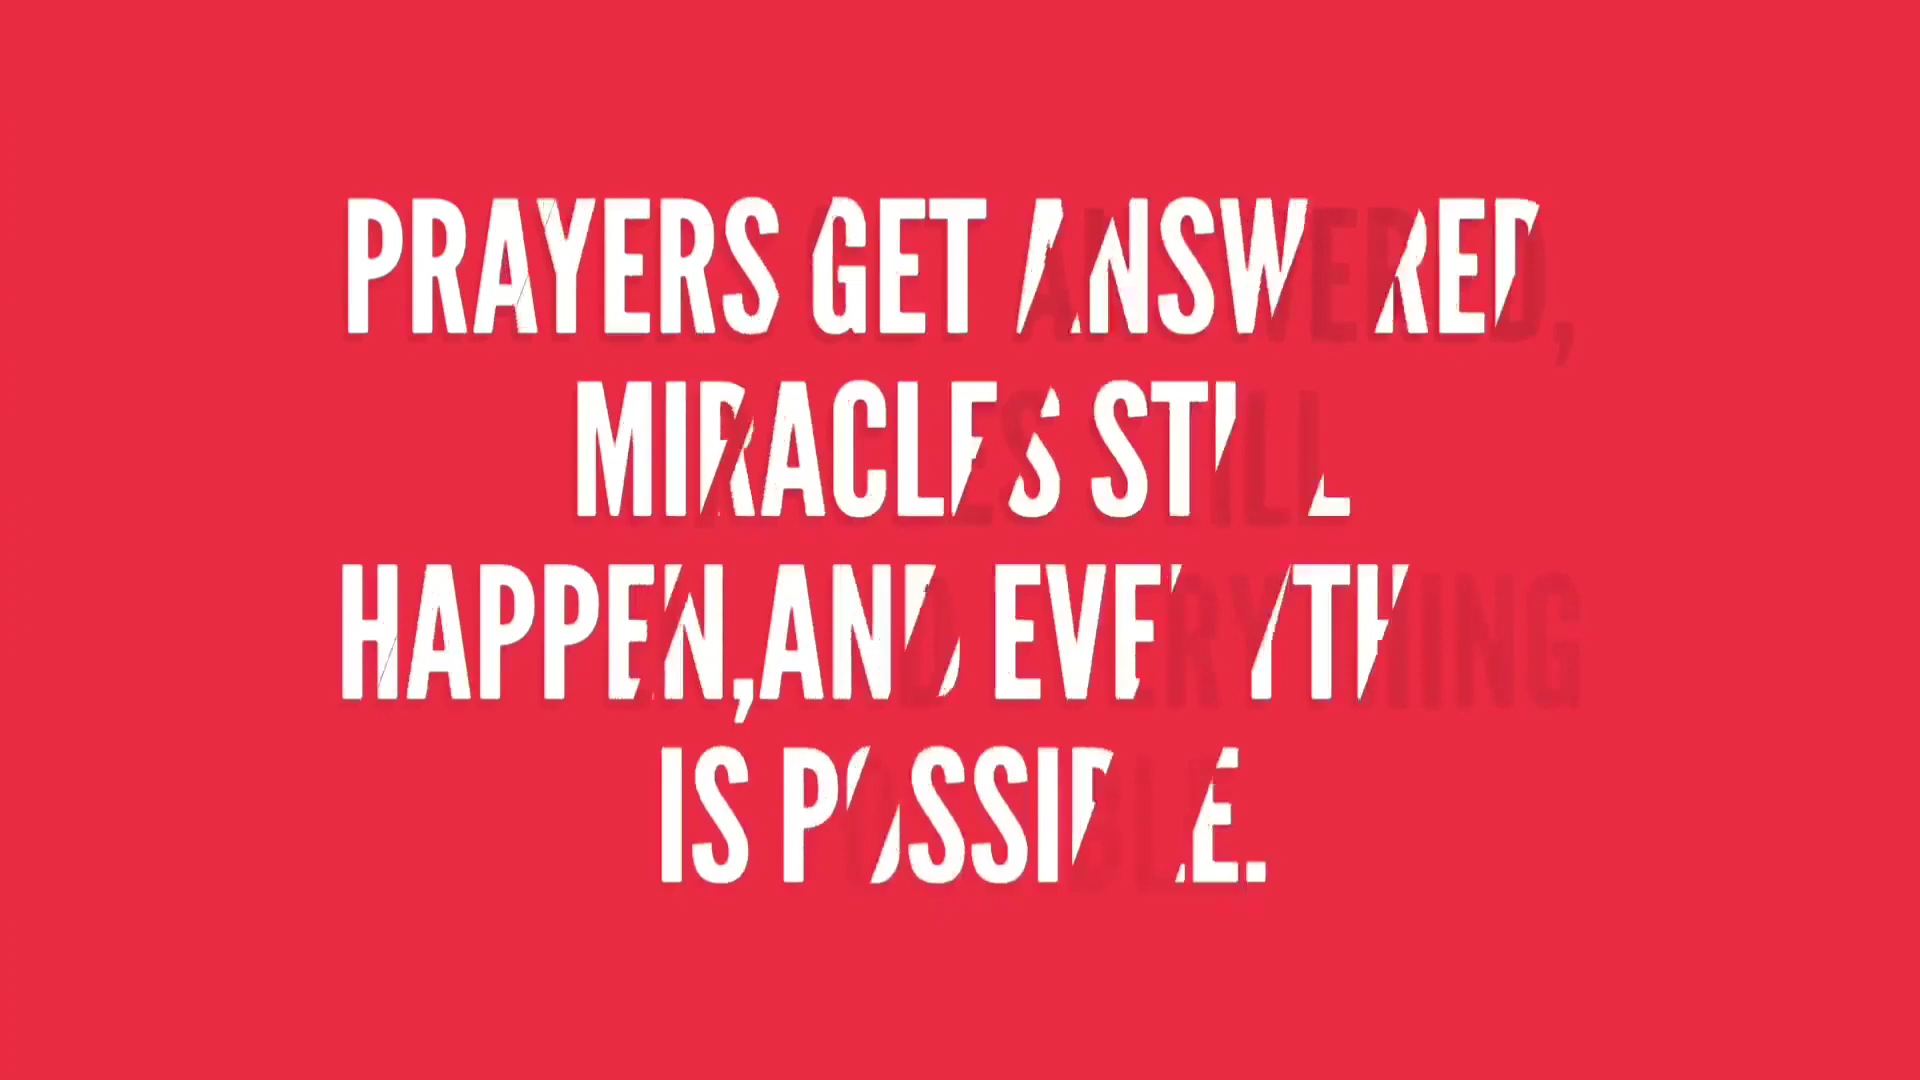 PRAYERS GET ANSWERED,
MIRACLES STILL
HAPPEN,AND EVERYTHING
IS POSSIBLE.